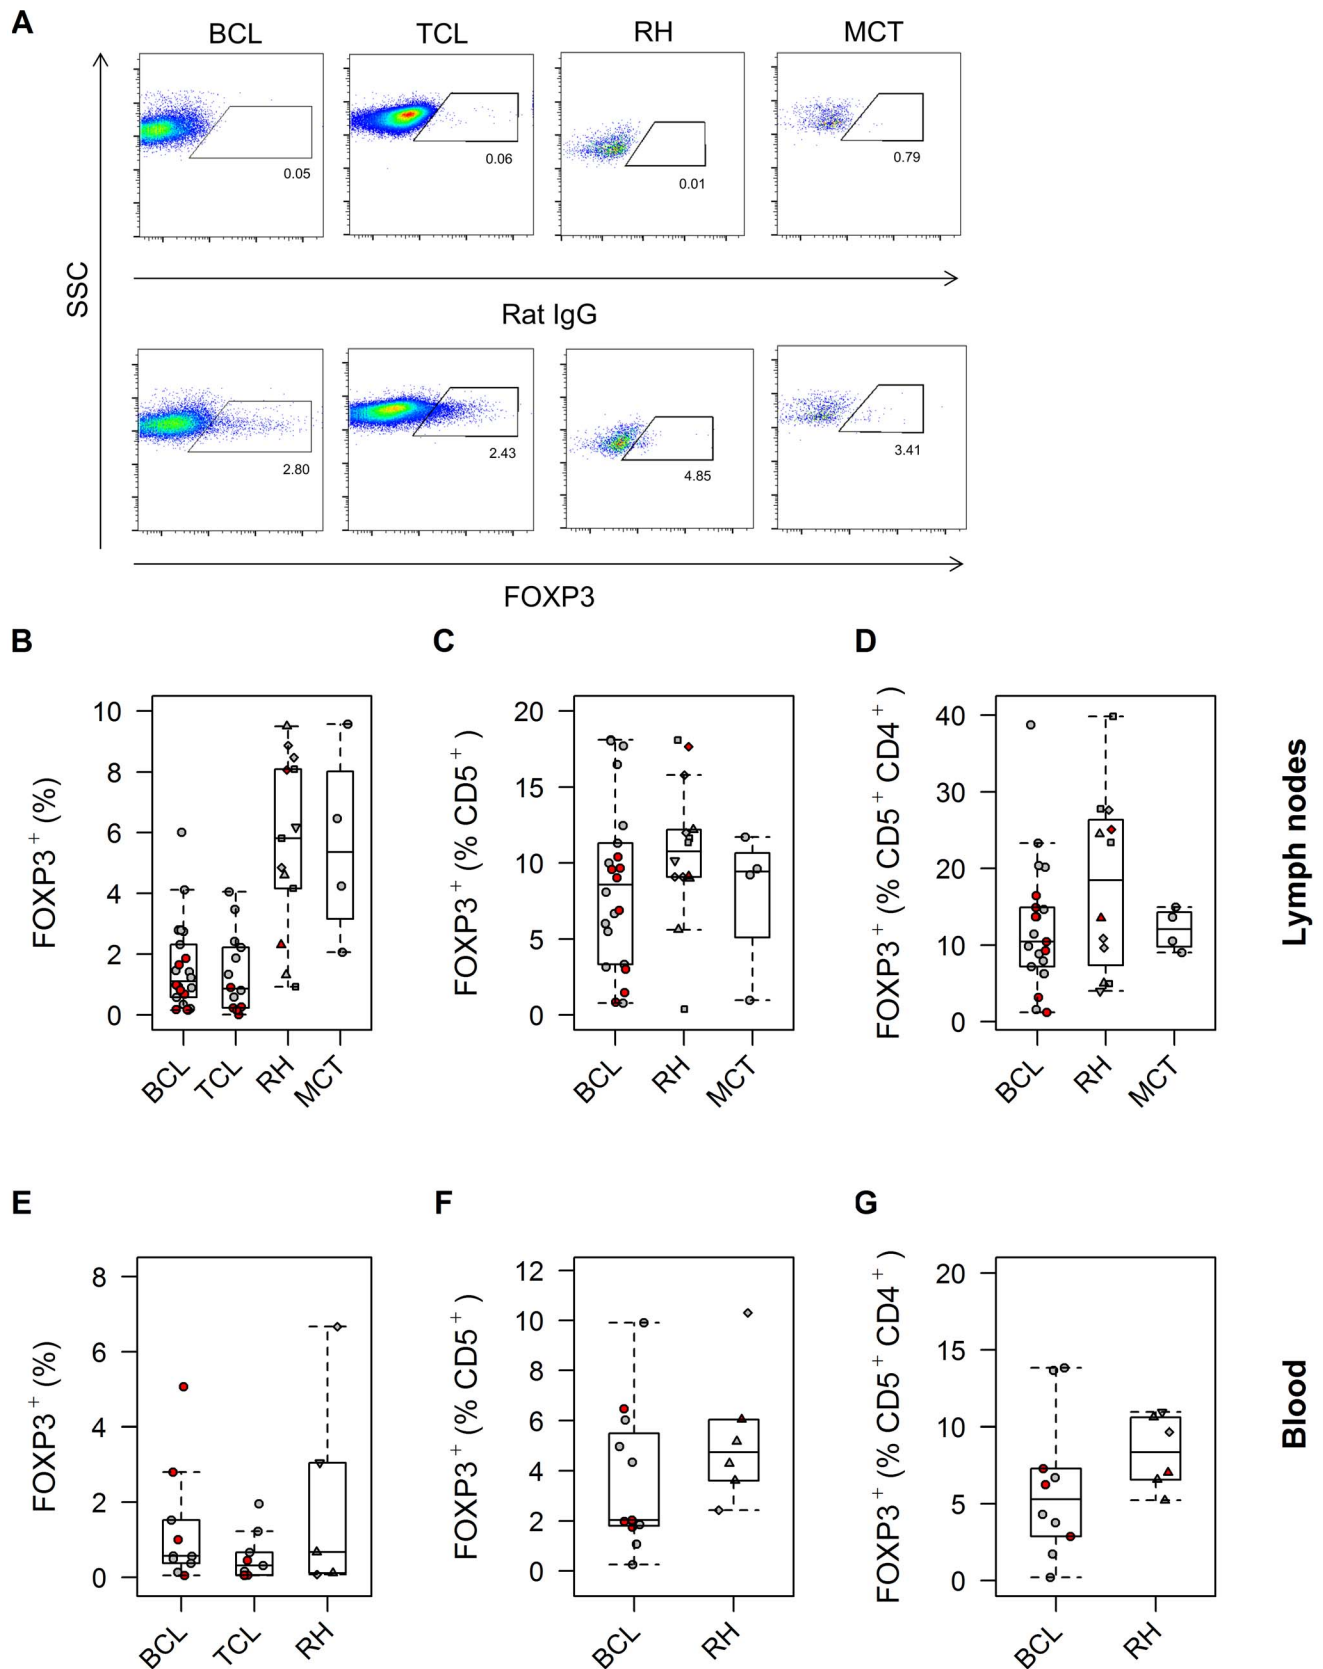 A
BCL TCL RH MCT
0.05 0.06 0.01 0.79
SSC
Rat IgG
2.80 2.43 4.85 3.41
FOXP3
B C D
FOXP3⁺ (%)
10
8
6
4
2
0
BCL TCL RH MCT
FOXP3⁺ (% CD5⁺)
20
15
10
5
0
BCL RH MCT
FOXP3⁺ (% CD5⁺ CD4⁺)
40
30
20
10
0
BCL RH MCT
Lymph nodes
E F G
FOXP3⁺ (%)
8
6
4
2
0
BCL TCL RH
FOXP3⁺ (% CD5⁺)
12
10
8
6
4
2
0
BCL RH
FOXP3⁺ (% CD5⁺ CD4⁺)
20
15
10
5
0
BCL RH
Blood